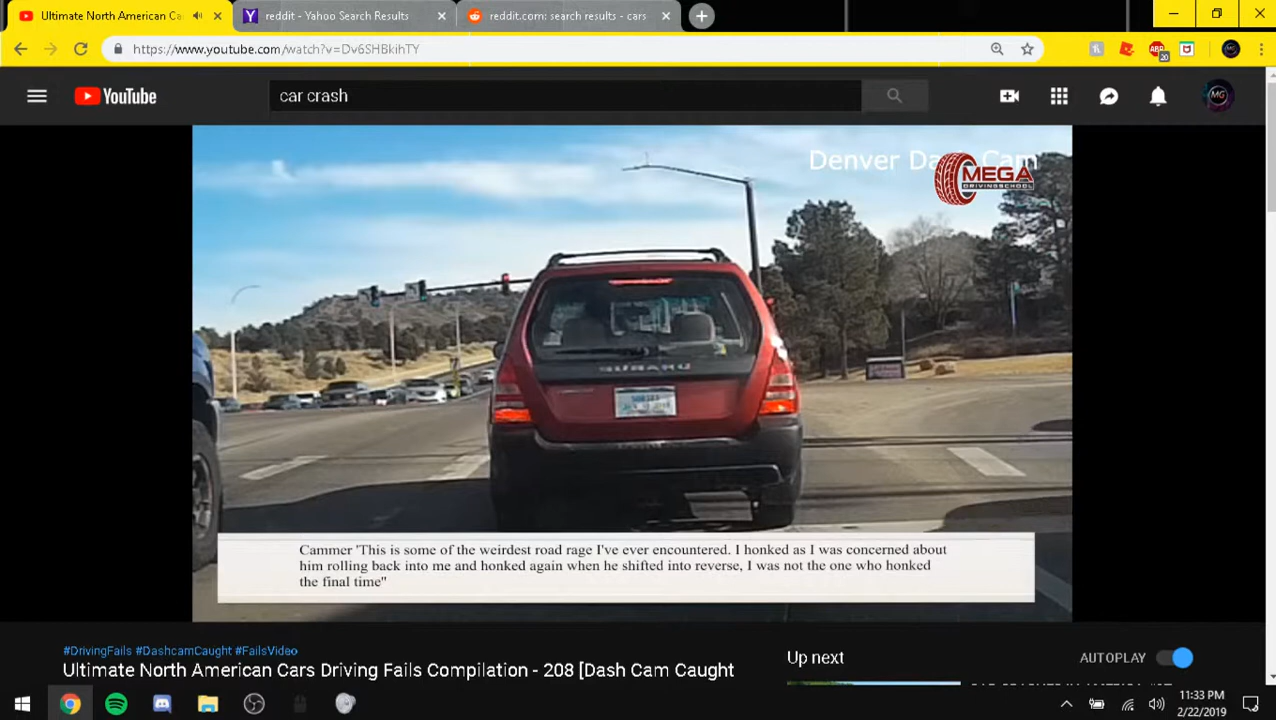 Ultimate North American Ca
reddit - Yahoo Search Results
reddit.com: search results - cars
https://www.youtube.com/watch?v=Dv6SHBkihTY
ABP
20
YouTube
car crash
MG
Denver Da Cam
MEGA
DRIVINGSCHOOL
SUBARU
Cammer 'This is some of the weirdest road rage I've ever encountered. I honked as I was concerned about
him rolling back into me and honked again when he shifted into reverse, I was not the one who honked
the final time"
#DrivingFails #DashcamCaught #FailsVideo
Ultimate North American Cars Driving Fails Compilation - 208 [Dash Cam Caught
Up next
AUTOPLAY
11:33 PM
2/22/2019